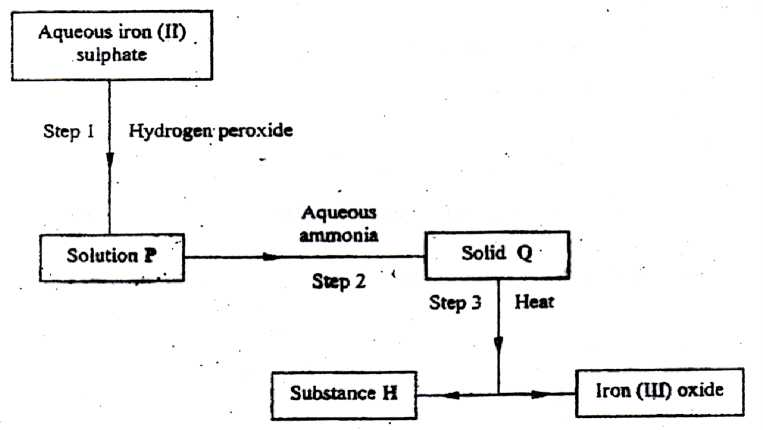 Aqueous iron (II)
sulphate
Step 1 Hydrogen peroxide
Aqueous
ammonia
Solution P
Solid Q
Step 2
Step 3 Heat
Substance H
Iron (III) oxide